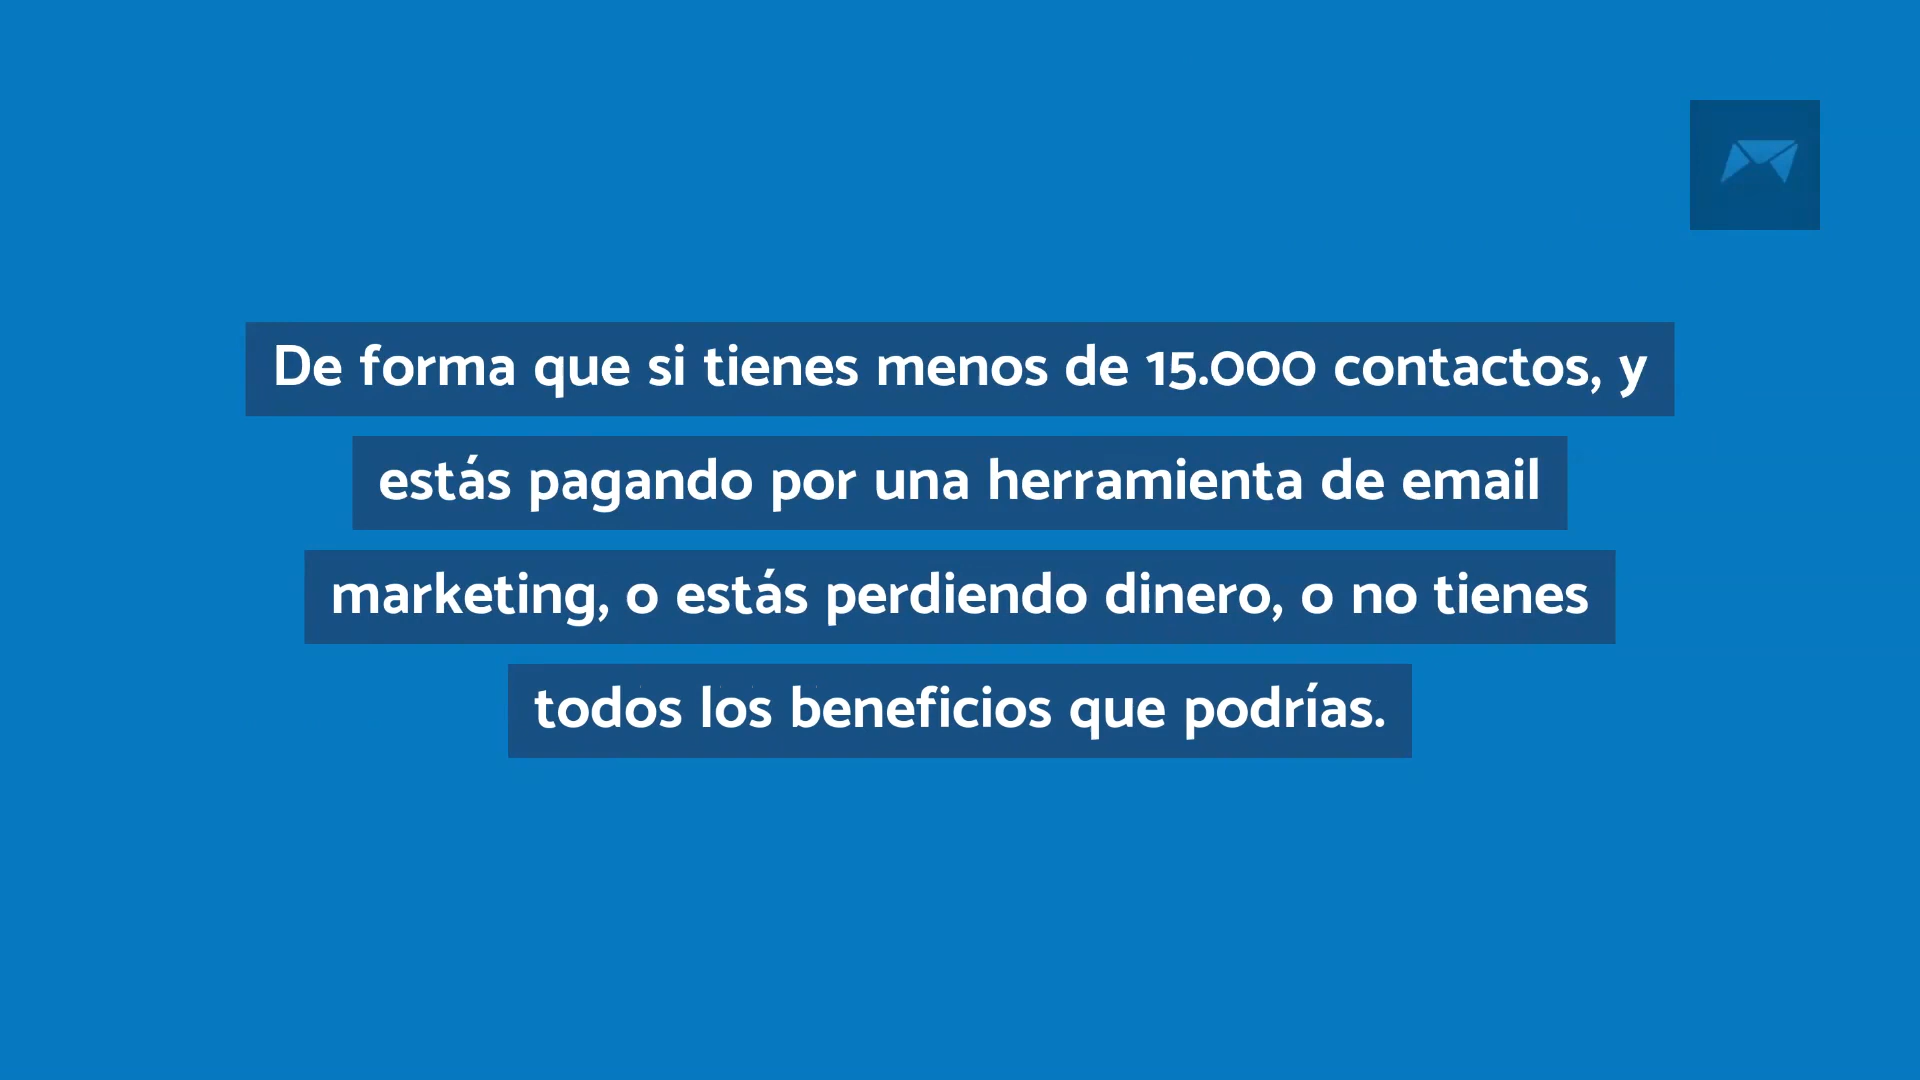 De forma que si tienes menos de 15.000 contactos, y
estás pagando por una herramienta de email
marketing, o estás perdiendo dinero, o no tienes
todos los beneficios que podrías.